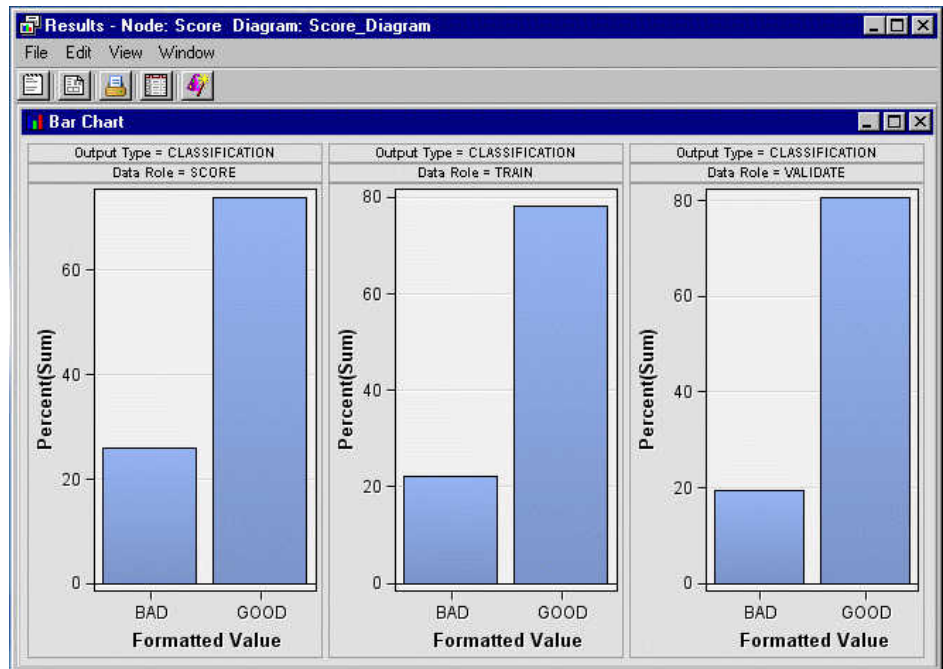 Results - Node: Score Diagram: Score_Diagram
File Edit View Window
Bar Chart
Output Type = CLASSIFICATION
Data Role = SCORE
Percent(Sum)
60
40
20
0
BAD GOOD
Formatted Value
Output Type = CLASSIFICATION
Data Role = TRAIN
Percent(Sum)
80
60
40
20
0
BAD GOOD
Formatted Value
Output Type = CLASSIFICATION
Data Role = VALIDATE
Percent(Sum)
80
60
40
20
0
BAD GOOD
Formatted Value